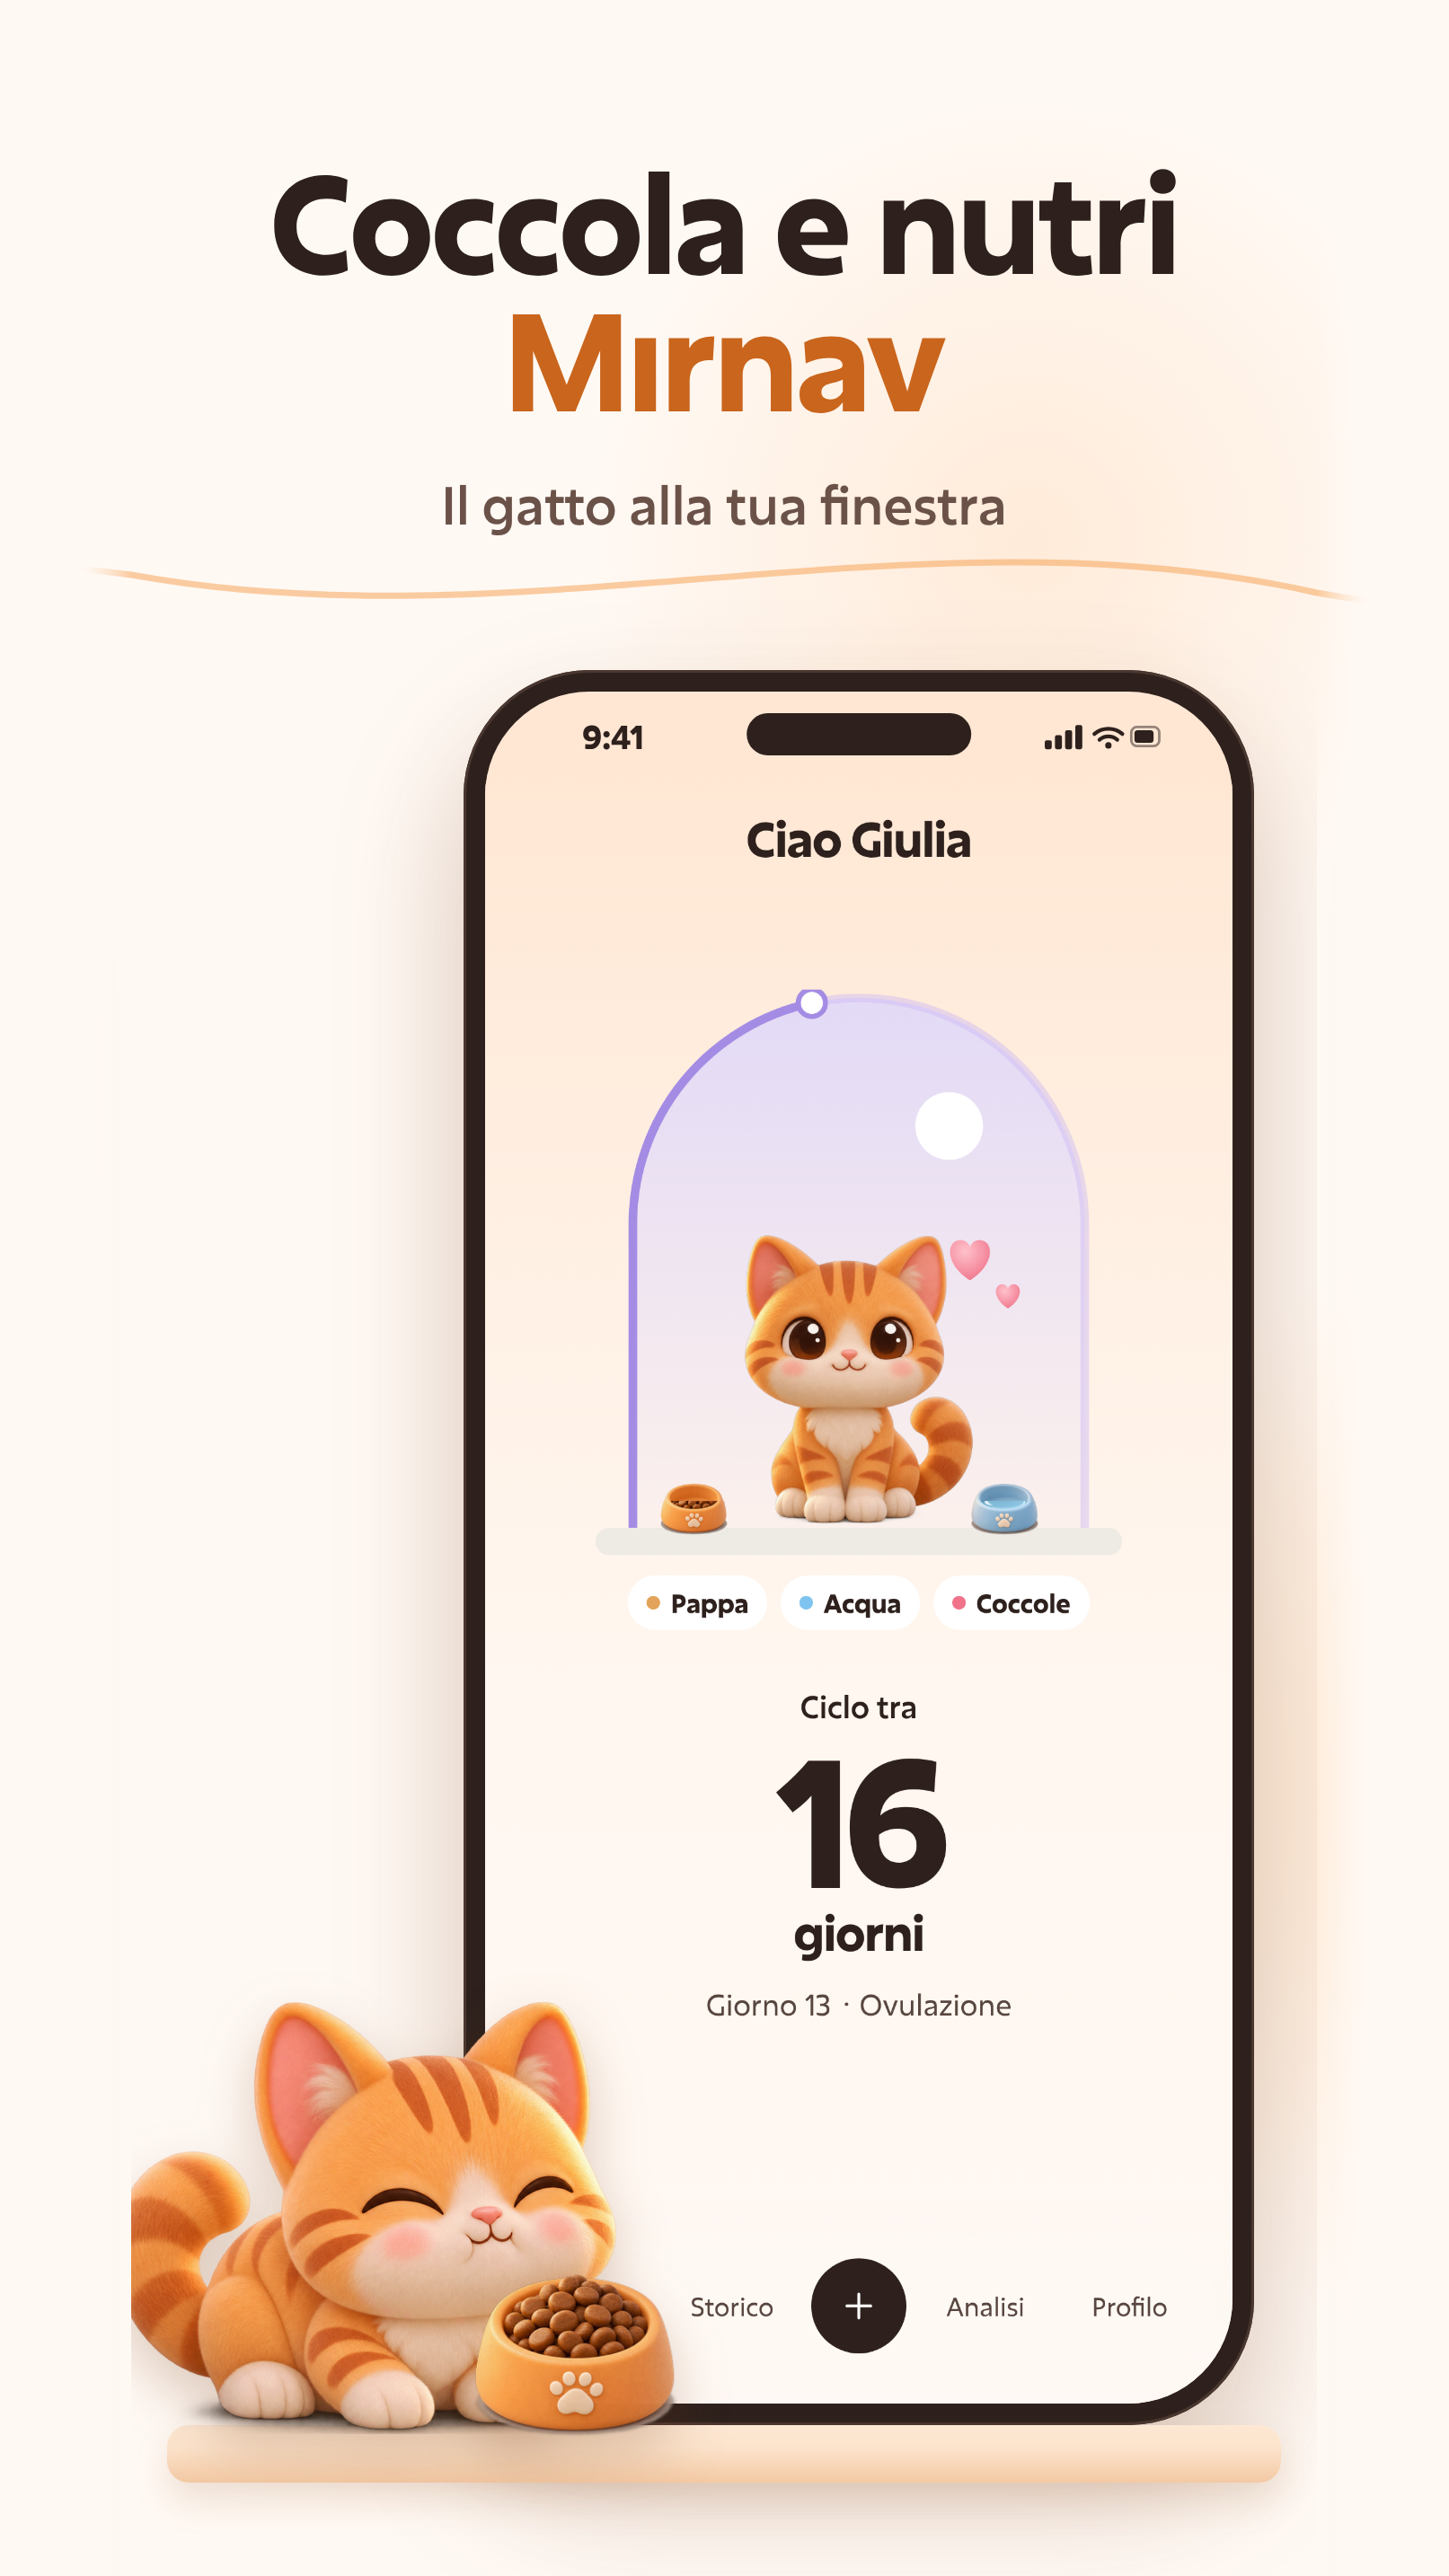 Coccola e nutri
Mırnav
Il gatto alla tua finestra
9:41
Ciao Giulia
Pappa
Acqua
Coccole
Ciclo tra
16
giorni
Giorno 13 · Ovulazione
Storico
+
Analisi
Profilo